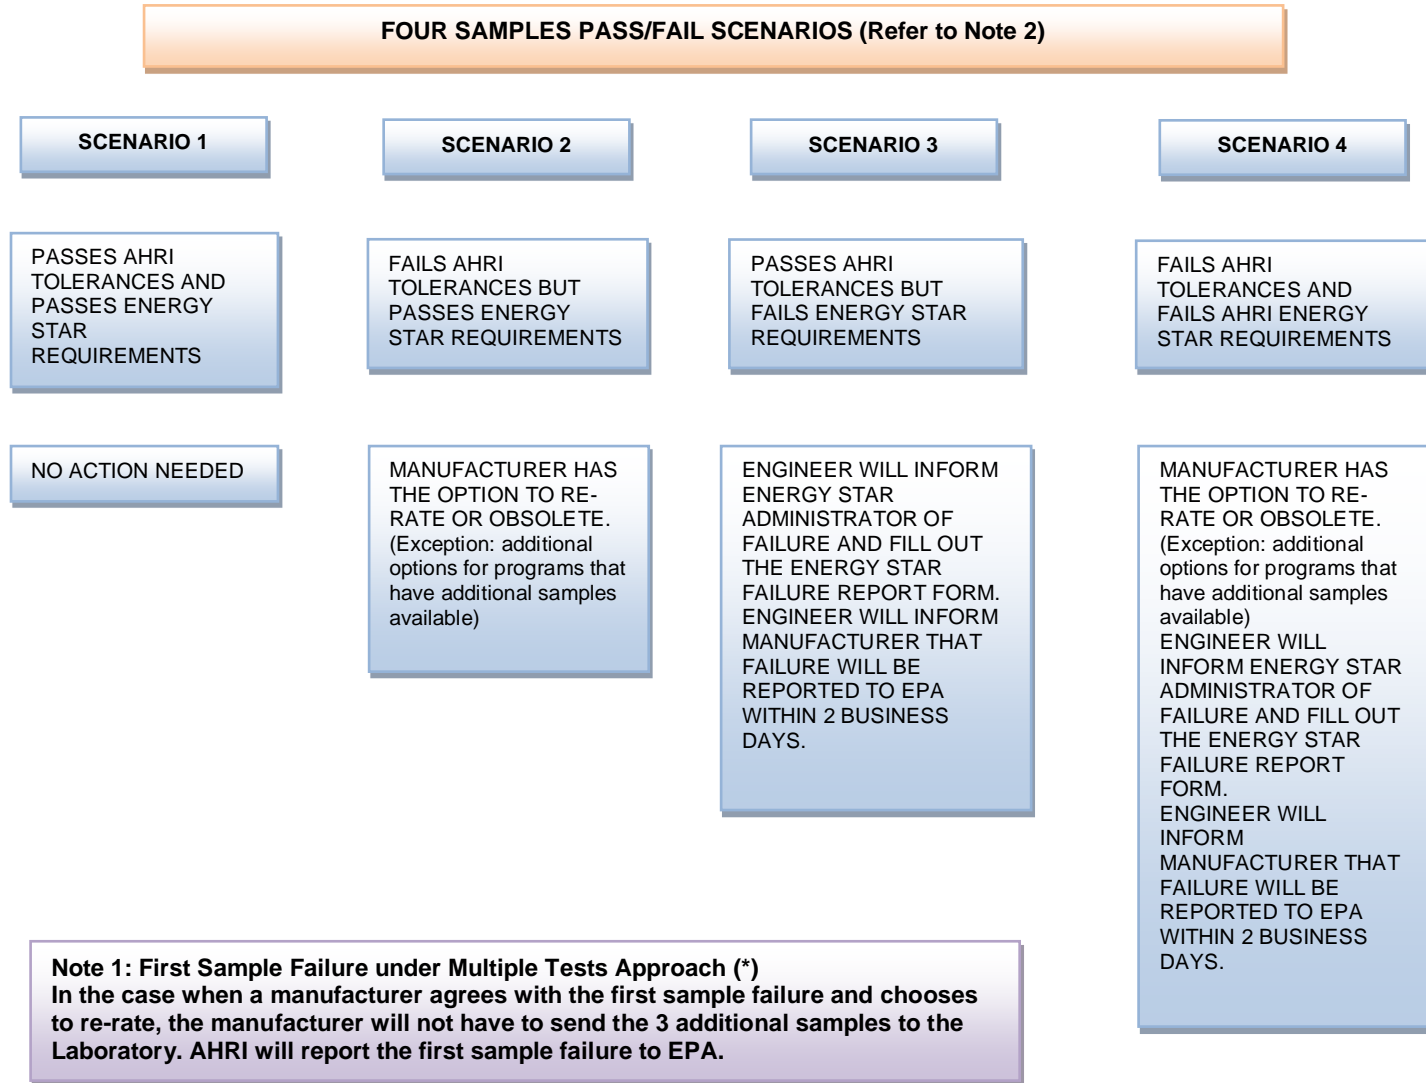 FOUR SAMPLES PASS/FAIL SCENARIOS (Refer to Note 2)
SCENARIO 1
SCENARIO 2
SCENARIO 3
SCENARIO 4
PASSES AHRI
TOLERANCES AND
PASSES ENERGY
STAR
REQUIREMENTS
FAILS AHRI
TOLERANCES BUT
PASSES ENERGY
STAR REQUIREMENTS
PASSES AHRI
TOLERANCES BUT
FAILS ENERGY STAR
REQUIREMENTS
FAILS AHRI
TOLERANCES AND
FAILS AHRI ENERGY
STAR REQUIREMENTS
NO ACTION NEEDED
MANUFACTURER HAS
THE OPTION TO RE-
RATE OR OBSOLETE.
(Exception: additional
options for programs that
have additional samples
available)
ENGINEER WILL INFORM
ENERGY STAR
ADMINISTRATOR OF
FAILURE AND FILL OUT
THE ENERGY STAR
FAILURE REPORT FORM.
ENGINEER WILL INFORM
MANUFACTURER THAT
FAILURE WILL BE
REPORTED TO EPA
WITHIN 2 BUSINESS
DAYS.
MANUFACTURER HAS
THE OPTION TO RE-
RATE OR OBSOLETE.
(Exception: additional
options for programs that
have additional samples
available)
ENGINEER WILL
INFORM ENERGY STAR
ADMINISTRATOR OF
FAILURE AND FILL OUT
THE ENERGY STAR
FAILURE REPORT
FORM.
ENGINEER WILL
INFORM
MANUFACTURER THAT
FAILURE WILL BE
REPORTED TO EPA
WITHIN 2 BUSINESS
DAYS.
Note 1: First Sample Failure under Multiple Tests Approach (*)
In the case when a manufacturer agrees with the first sample failure and chooses
to re-rate, the manufacturer will not have to send the 3 additional samples to the
Laboratory. AHRI will report the first sample failure to EPA.